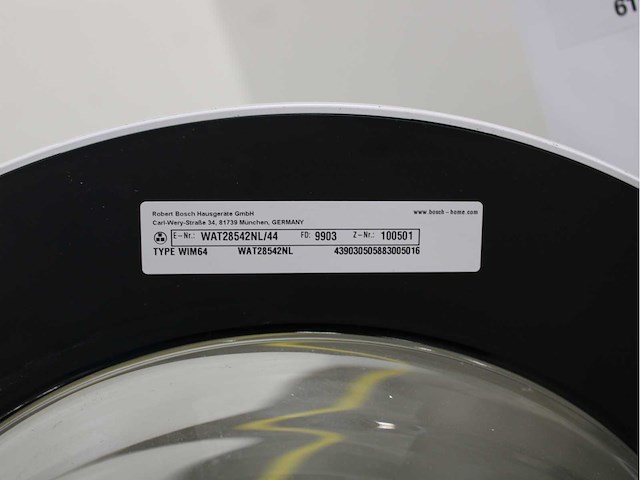 Robert Bosch Hausgeräte GmbH www.bosch-home.com
Carl-Wery-Straße 34, 81739 München, GERMANY
E-Nr.: WAT28542NL/44 FD: 9903 Z-Nr.: 100501
TYPE WIM64 WAT28542NL 439030505883005016